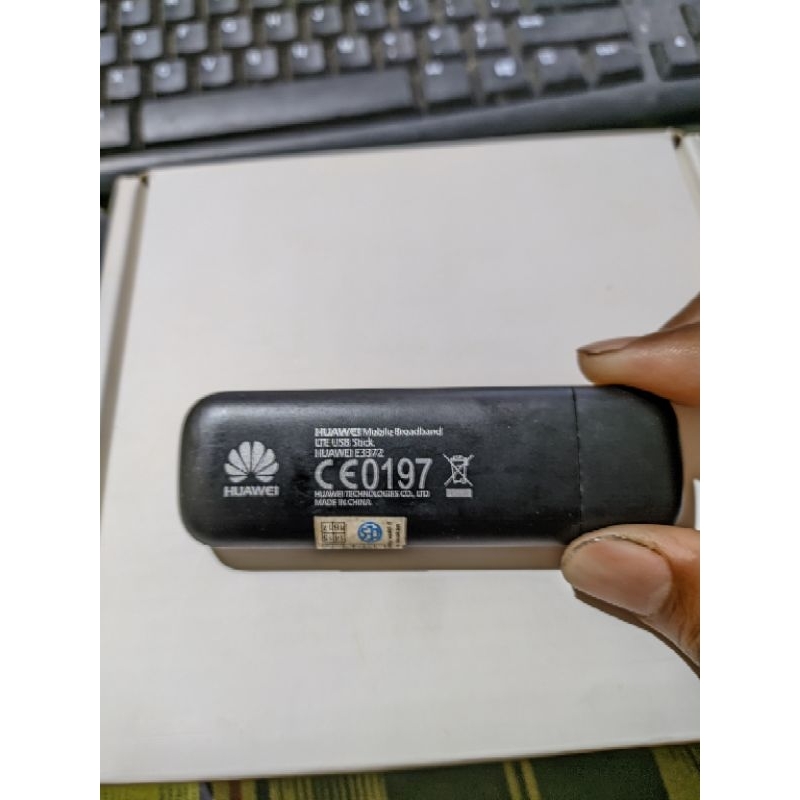 HUAWEI
HUAWEI Mobile Broadband
LTE USB Stick
HUAWEI E3372
CE0197
HUAWEI TECHNOLOGIES CO., LTD
MADE IN CHINA